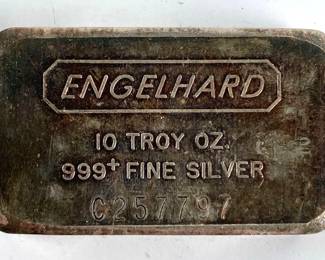 ENGELHARD
10 TROY OZ.
999+ FINE SILVER
C257797